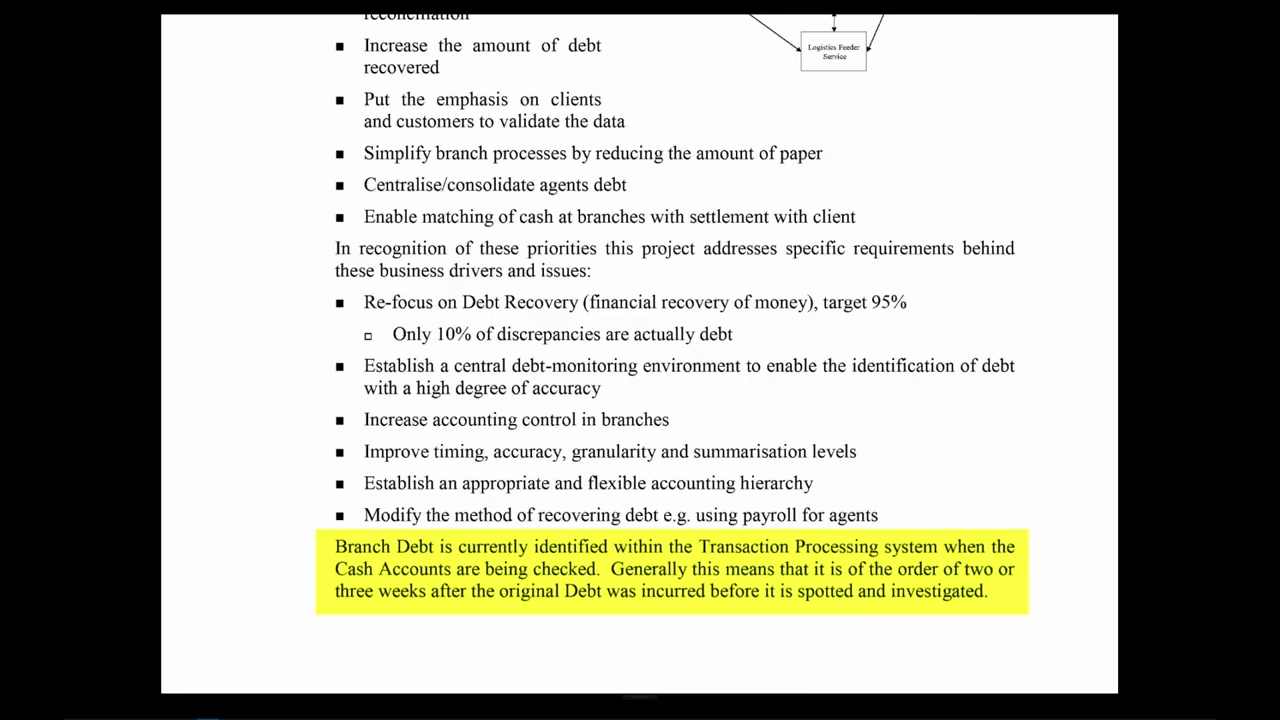 reconciliation
Logistics Feeder
Service
■ Increase the amount of debt
recovered
■ Put the emphasis on clients
and customers to validate the data
■ Simplify branch processes by reducing the amount of paper
■ Centralise/consolidate agents debt
■ Enable matching of cash at branches with settlement with client
In recognition of these priorities this project addresses specific requirements behind
these business drivers and issues:
■ Re-focus on Debt Recovery (financial recovery of money), target 95%
□ Only 10% of discrepancies are actually debt
■ Establish a central debt-monitoring environment to enable the identification of debt
with a high degree of accuracy
■ Increase accounting control in branches
■ Improve timing, accuracy, granularity and summarisation levels
■ Establish an appropriate and flexible accounting hierarchy
■ Modify the method of recovering debt e.g. using payroll for agents
Branch Debt is currently identified within the Transaction Processing system when the
Cash Accounts are being checked. Generally this means that it is of the order of two or
three weeks after the original Debt was incurred before it is spotted and investigated.